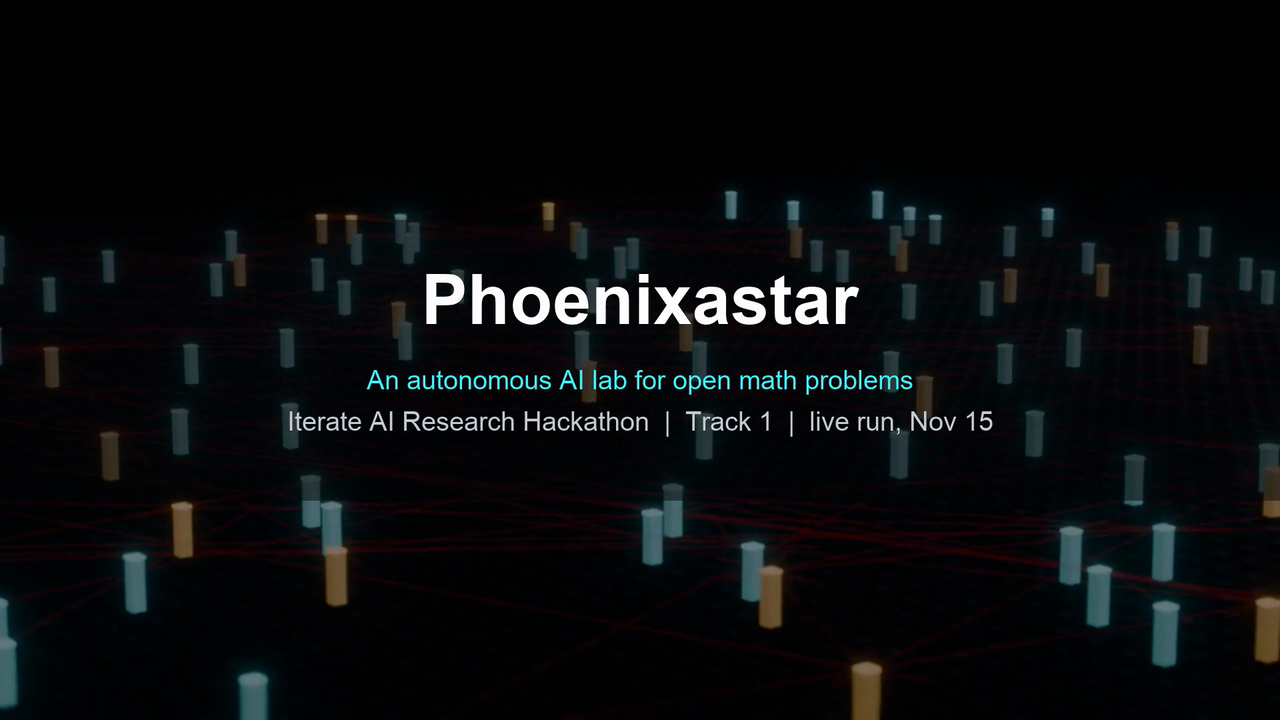 Phoenixastar
An autonomous AI lab for open math problems
Iterate AI Research Hackathon | Track 1 | live run, Nov 15